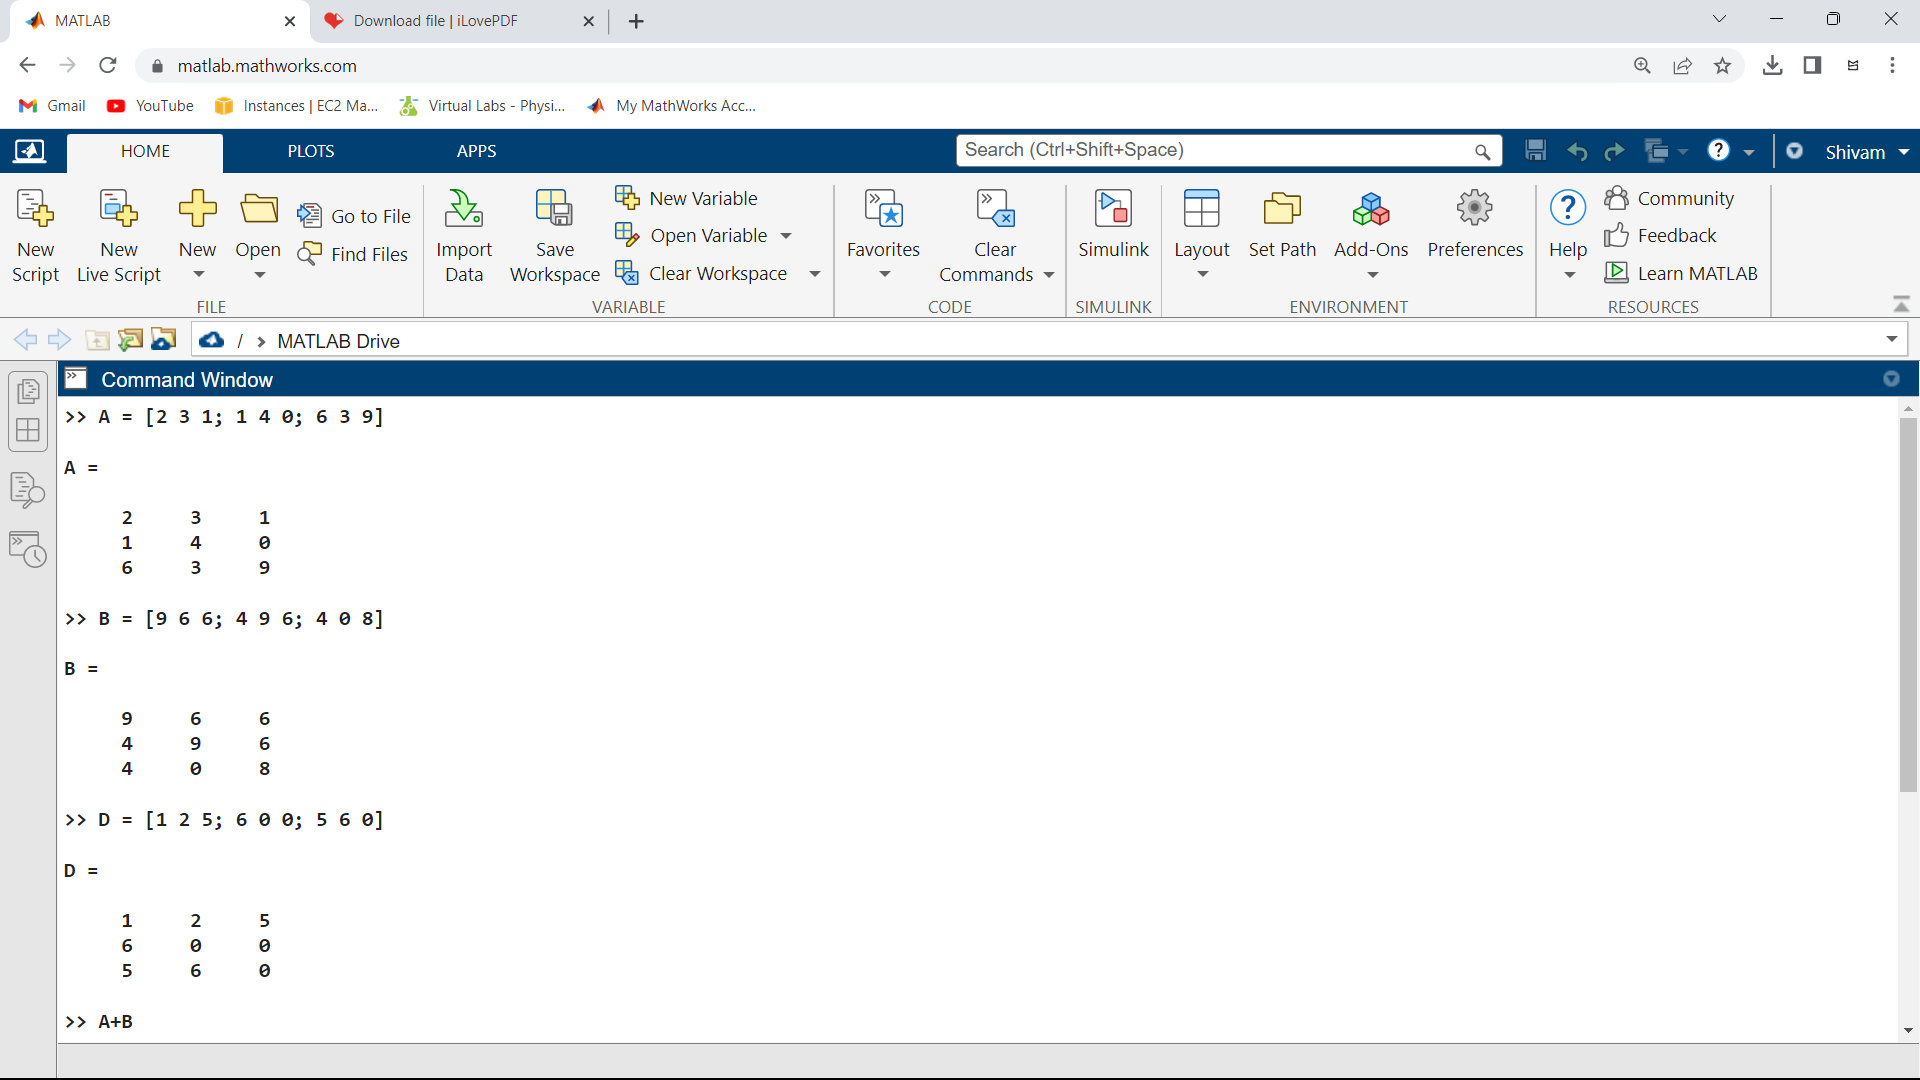 MATLAB
Download file | iLovePDF
matlab.mathworks.com
Gmail
YouTube
Instances | EC2 Ma...
Virtual Labs - Physi...
My MathWorks Acc...
HOME
PLOTS
APPS
Search (Ctrl+Shift+Space)
Shivam
New Script
New Live Script
New
Open
Go to File
Find Files
FILE
Import Data
Save Workspace
New Variable
Open Variable
Clear Workspace
VARIABLE
Favorites
Clear Commands
CODE
Simulink
SIMULINK
Layout
Set Path
Add-Ons
Preferences
ENVIRONMENT
Help
Community
Feedback
Learn MATLAB
RESOURCES
/ > MATLAB Drive
Command Window
>> A = [2 3 1; 1 4 0; 6 3 9]
A =
2 3 1
1 4 0
6 3 9
>> B = [9 6 6; 4 9 6; 4 0 8]
B =
9 6 6
4 9 6
4 0 8
>> D = [1 2 5; 6 0 0; 5 6 0]
D =
1 2 5
6 0 0
5 6 0
>> A+B